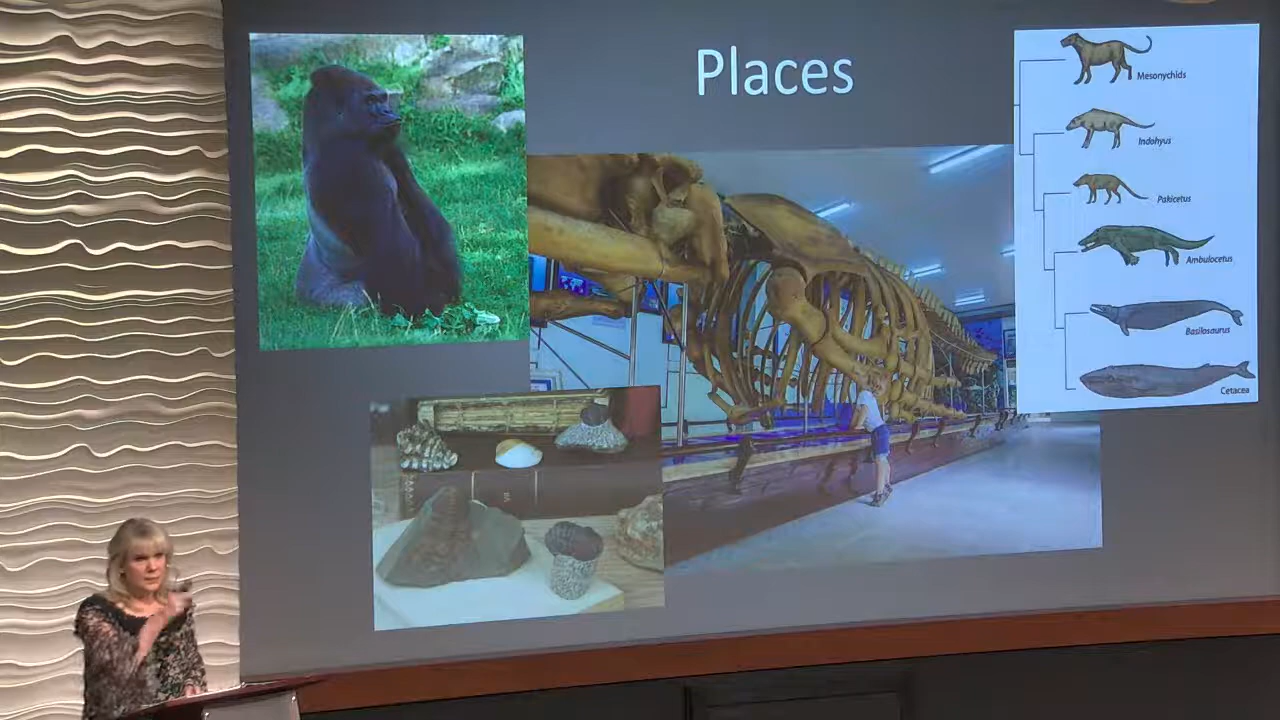 Places
Mesonychids
Indohyus
Pakicetus
Ambulocetus
Basilosaurus
Cetacea